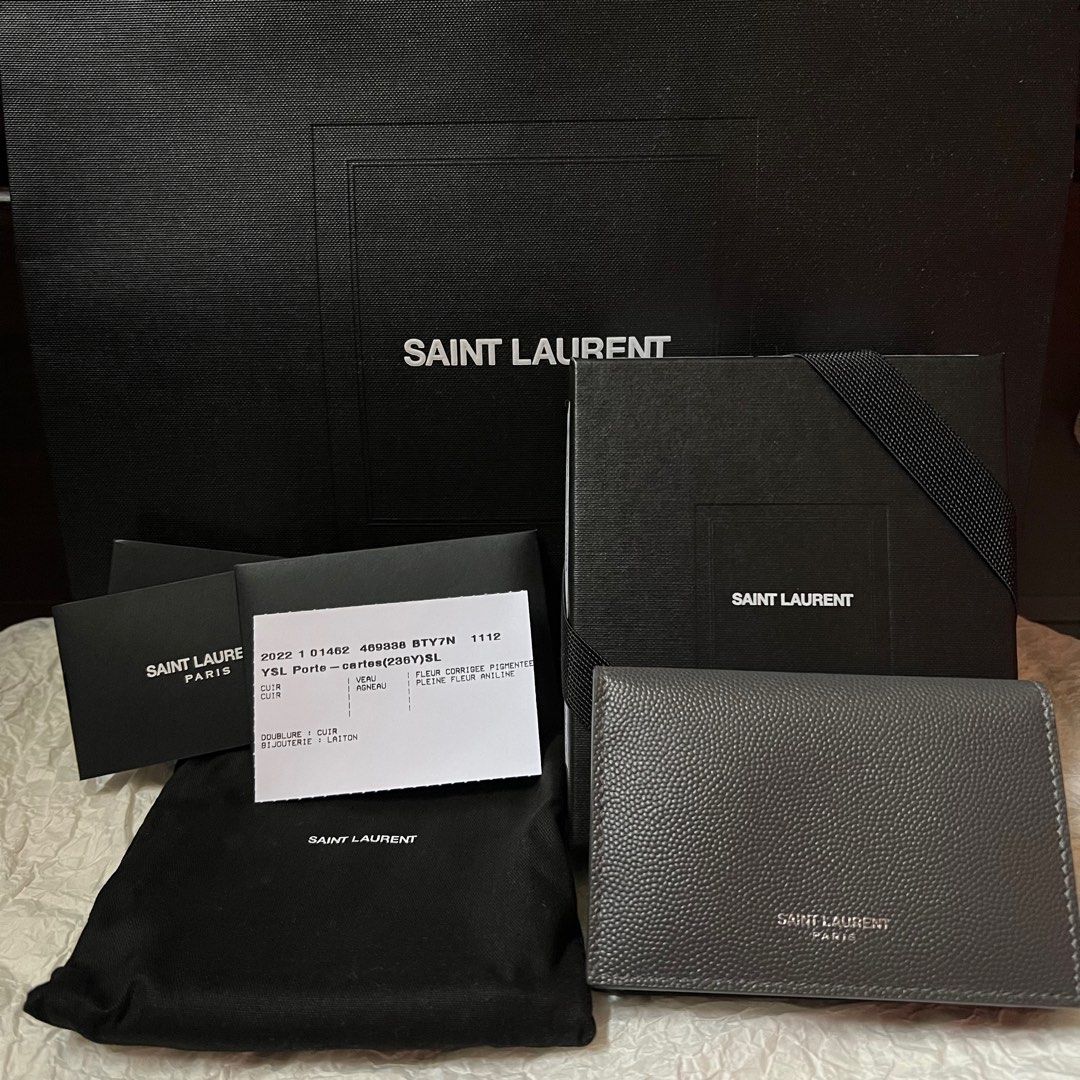 SAINT LAURENT
SAINT LAURENT
SAINT LAURE
PARIS
2022 1 01462 469338 BTY7N 1112
YSL Porte-cartes(236Y)SL
CUIR | VEAU | FLEUR CORRIGEE PIGMENTEE
CUIR | AGNEAU | PLEINE FLEUR ANILINE
DOUBLURE : CUIR
BIJOUTERIE : LAITON
SAINT LAURENT
SAINT LAURENT
PARIS